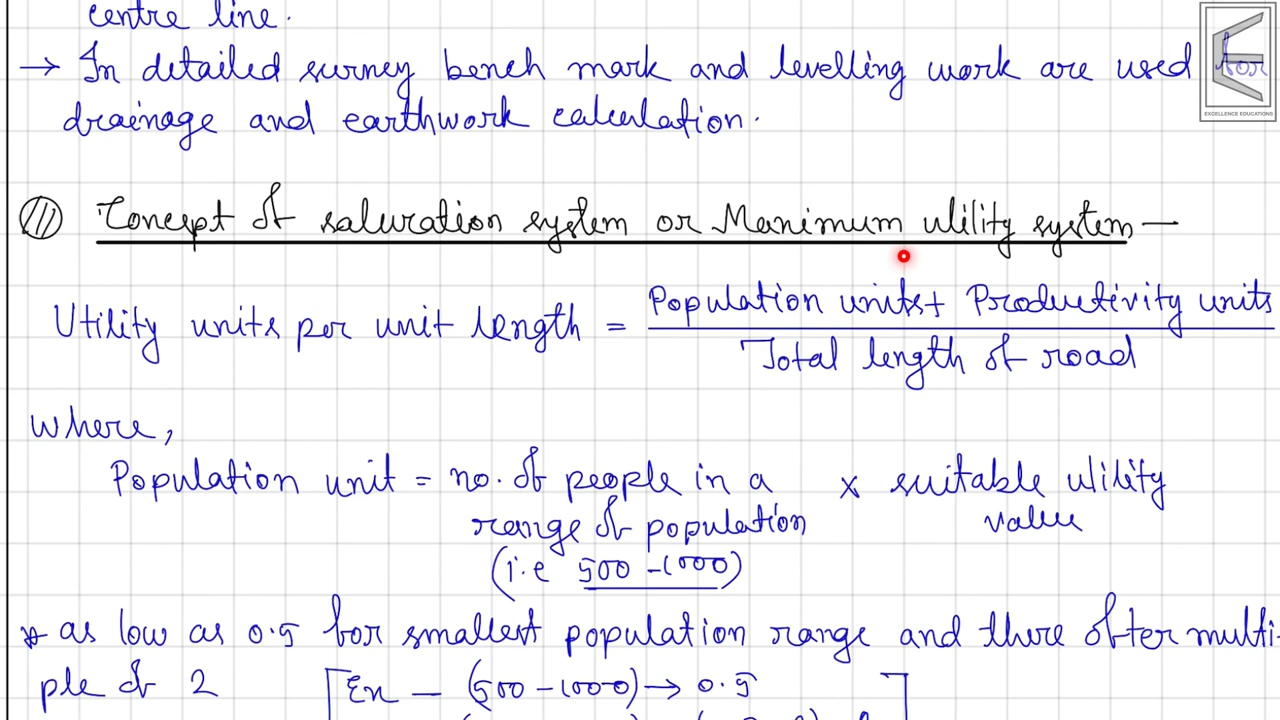 centre line.
→ In detailed survey bench mark and levelling work are used for
drainage and earthwork calculation.
EXCELLENCE EDUCATIONS
(11) Concept of saturation system or Maximum utility system —
Utility units per unit length = Population units + Productivity units
Total length of road
where,
Population unit = no. of people in a × suitable utility
range of population value
(i.e 500 - 1000)
* as low as 0.5 for smallest population range and there after multi-
ple of 2 [Ex — (500 - 1000) → 0.5 ]